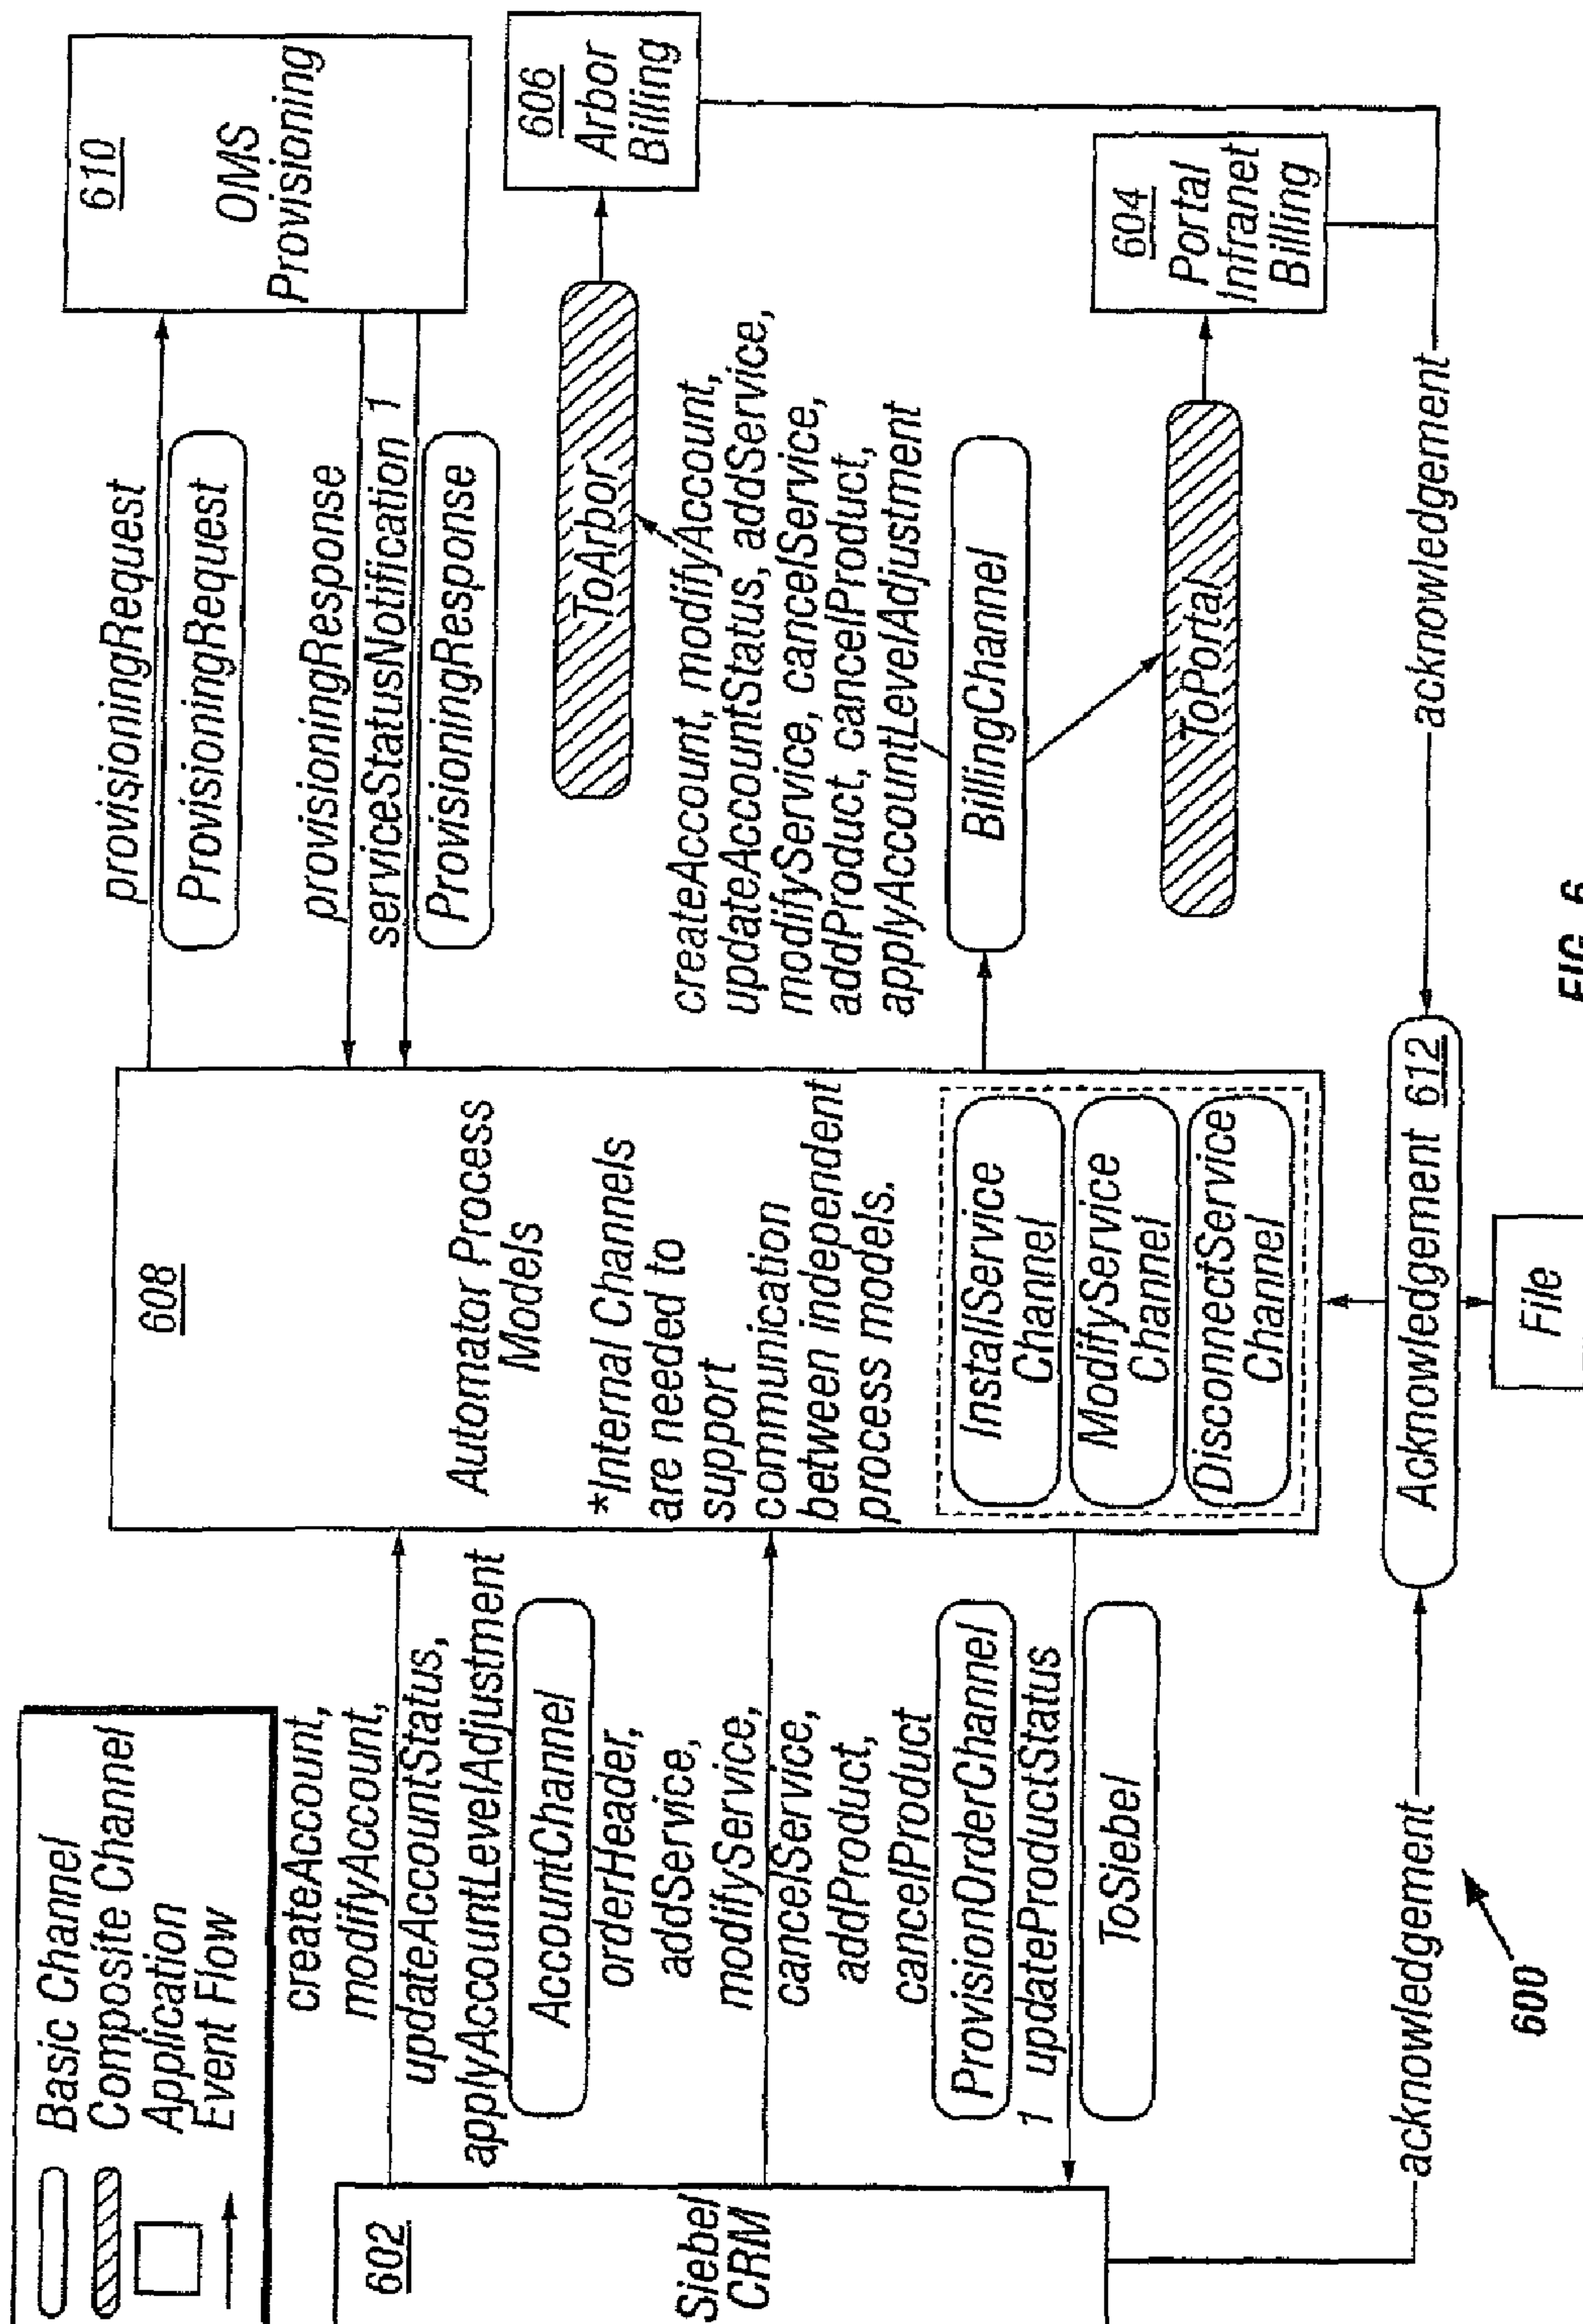 Basic Channel
Composite Channel
Application
Event Flow
602
Siebel
CRM
createAccount,
modifyAccount,
updateAccountStatus,
applyAccountLevelAdjustment
AccountChannel
orderHeader,
addService,
modifyService,
cancelService,
addProduct,
cancelProduct
ProvisionOrderChannel
1 updateProductStatus
ToSiebel
608
Automator Process
Models
*Internal Channels
are needed to
support
communication
between independent
process models.
InstallService
Channel
ModifyService
Channel
DisconnectService
Channel
provisioningRequest
ProvisioningRequest
provisioningResponse
serviceStatusNotification 1
ProvisioningResponse
610
OMS
Provisioning
606
Arbor
Billing
ToArbor
createAccount, modifyAccount,
updateAccountStatus, addService,
modifyService, cancelService,
addProduct, cancelProduct,
applyAccountLevelAdjustment
BillingChannel
604
Portal
Infranet
Billing
ToPortal
acknowledgement
Acknowledgement 612
acknowledgement
File
600
FIG. 6